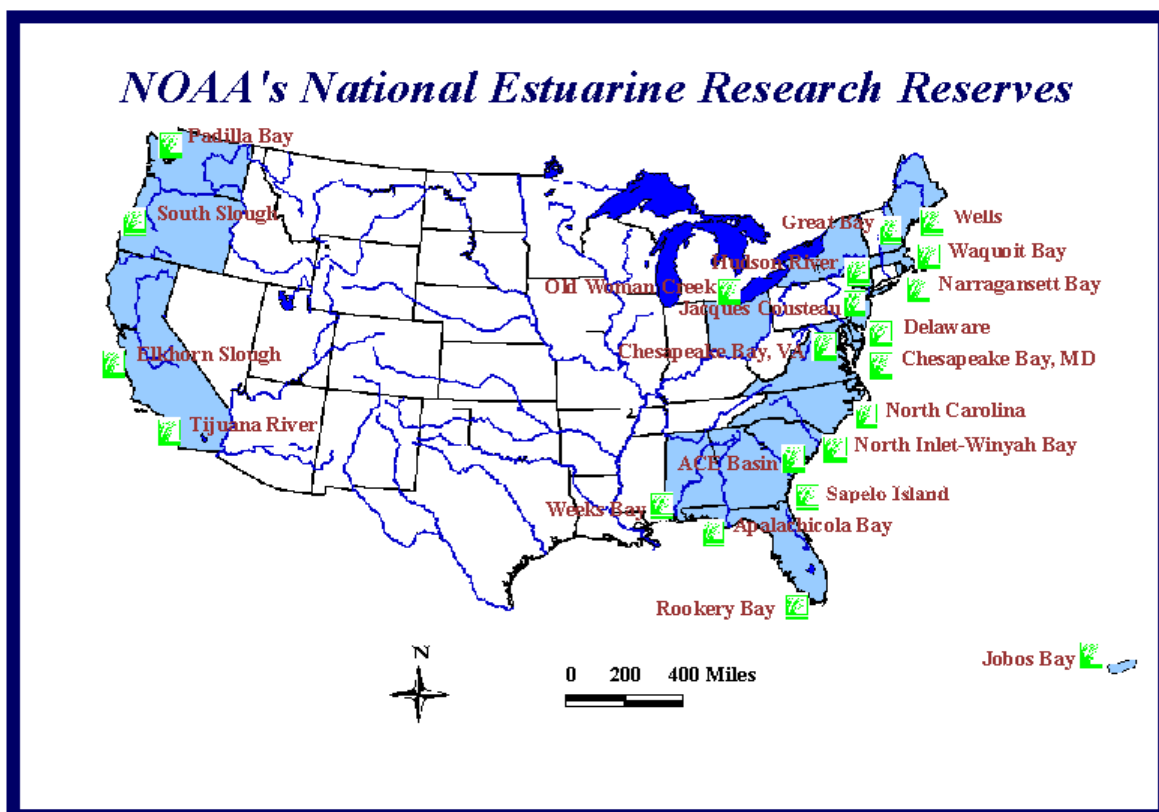 NOAA's National Estuarine Research Reserves
Padilla Bay
South Slough
Great Bay
Wells
Waquoit Bay
Hudson River
Old Woman Creek
Narragansett Bay
Jacques Cousteau
Delaware
Chesapeake Bay, VA
Elkhorn Slough
Chesapeake Bay, MD
North Carolina
Tijuana River
North Inlet-Winyah Bay
ACE Basin
Sapelo Island
Weeks Bay
Apalachicola Bay
Rookery Bay
Jobos Bay
N
0 200 400 Miles